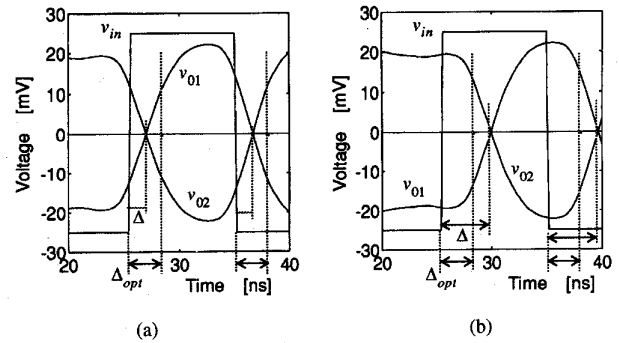 (a)
30
20
10
0
-10
-20
-30
Voltage [mV]
v_in
v_01
v_02
Δ
20
30
40
Δ_opt
Time [ns]
(a)
(b)
30
20
10
0
-10
-20
-30
Voltage [mV]
v_in
v_01
v_02
Δ
20
30
40
Δ_opt
Time [ns]
(b)